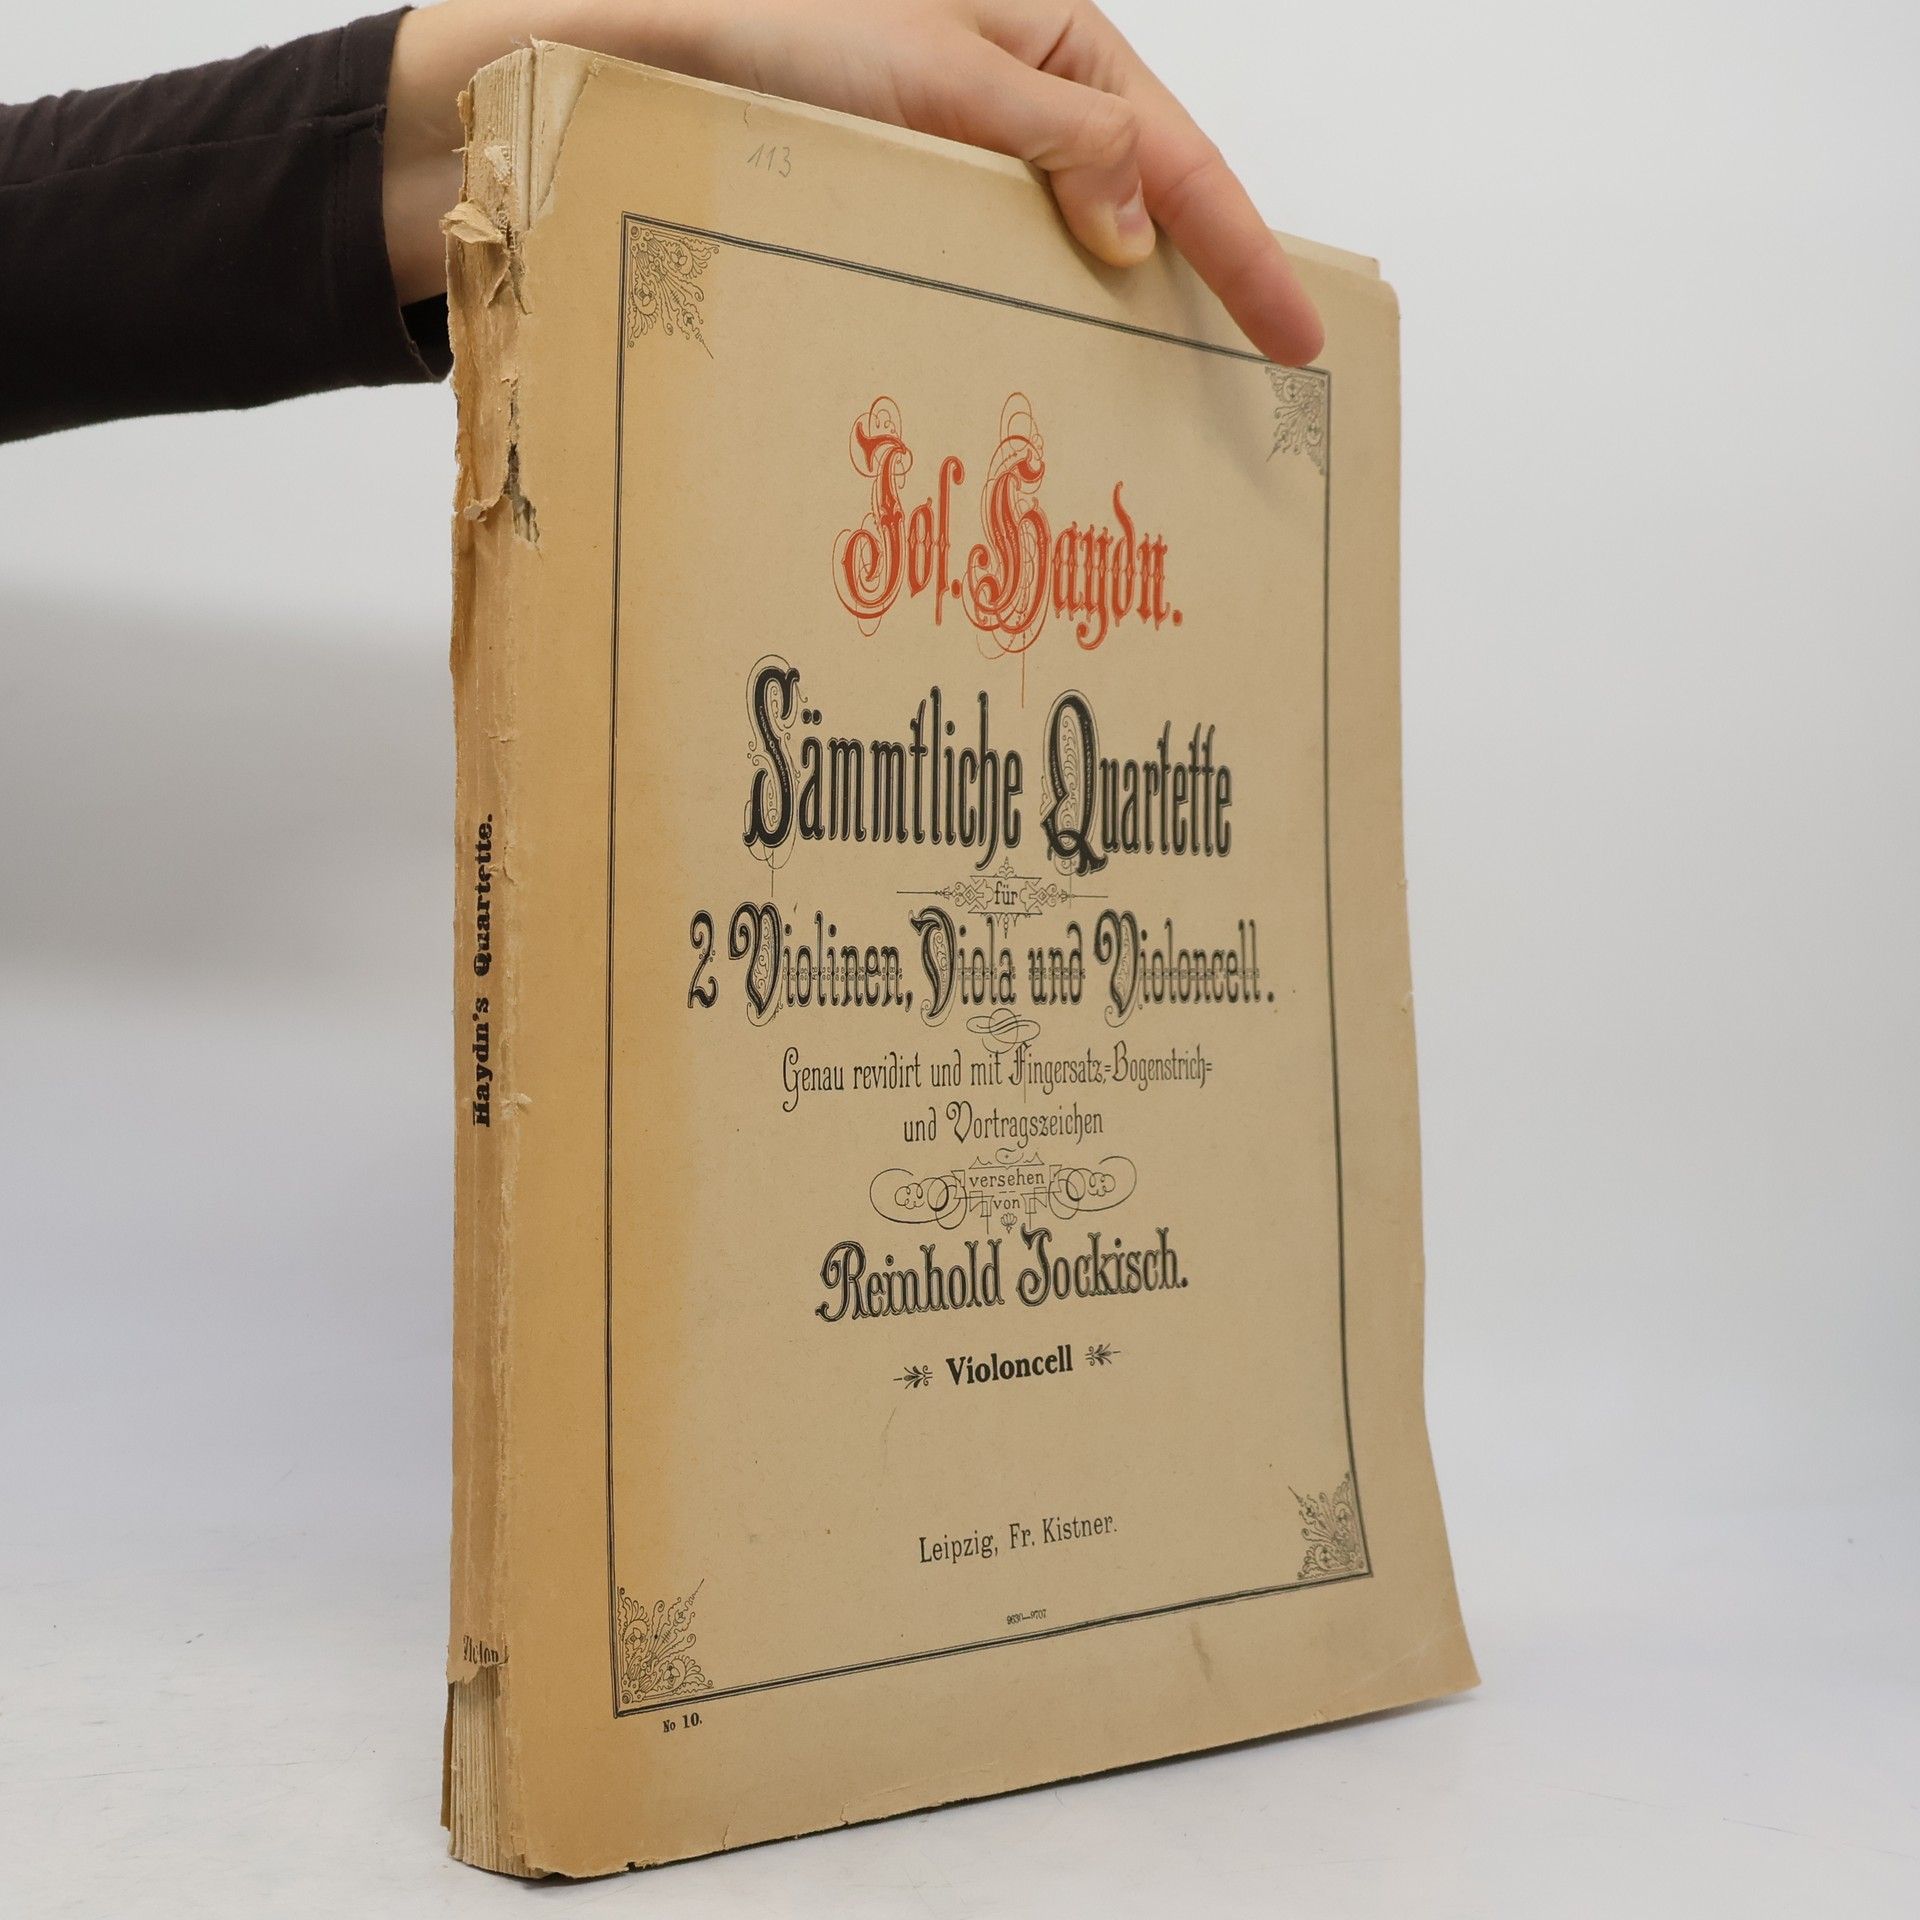 113
Jos. Haydn.
Sämmtliche Quartette
für
2 Violinen, Viola und Violoncell.
Genau revidirt und mit Fingersatz,=Bogenstrich=
und Vortragszeichen
versehen
von
Reinhold Jockisch.
Violoncell
Leipzig, Fr. Kistner.
9630—9707
No 10.
Haydn's Quartette.